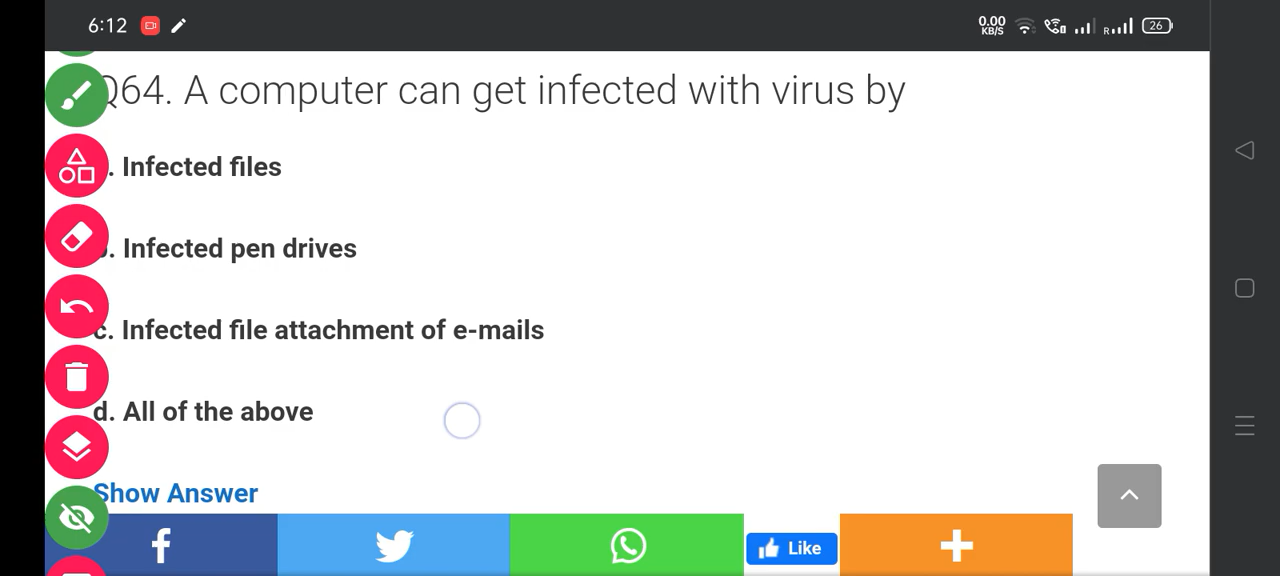 6:12
0.00
KB/S
R
26
Q64. A computer can get infected with virus by
. Infected files
b. Infected pen drives
c. Infected file attachment of e-mails
d. All of the above
Show Answer
f
Like